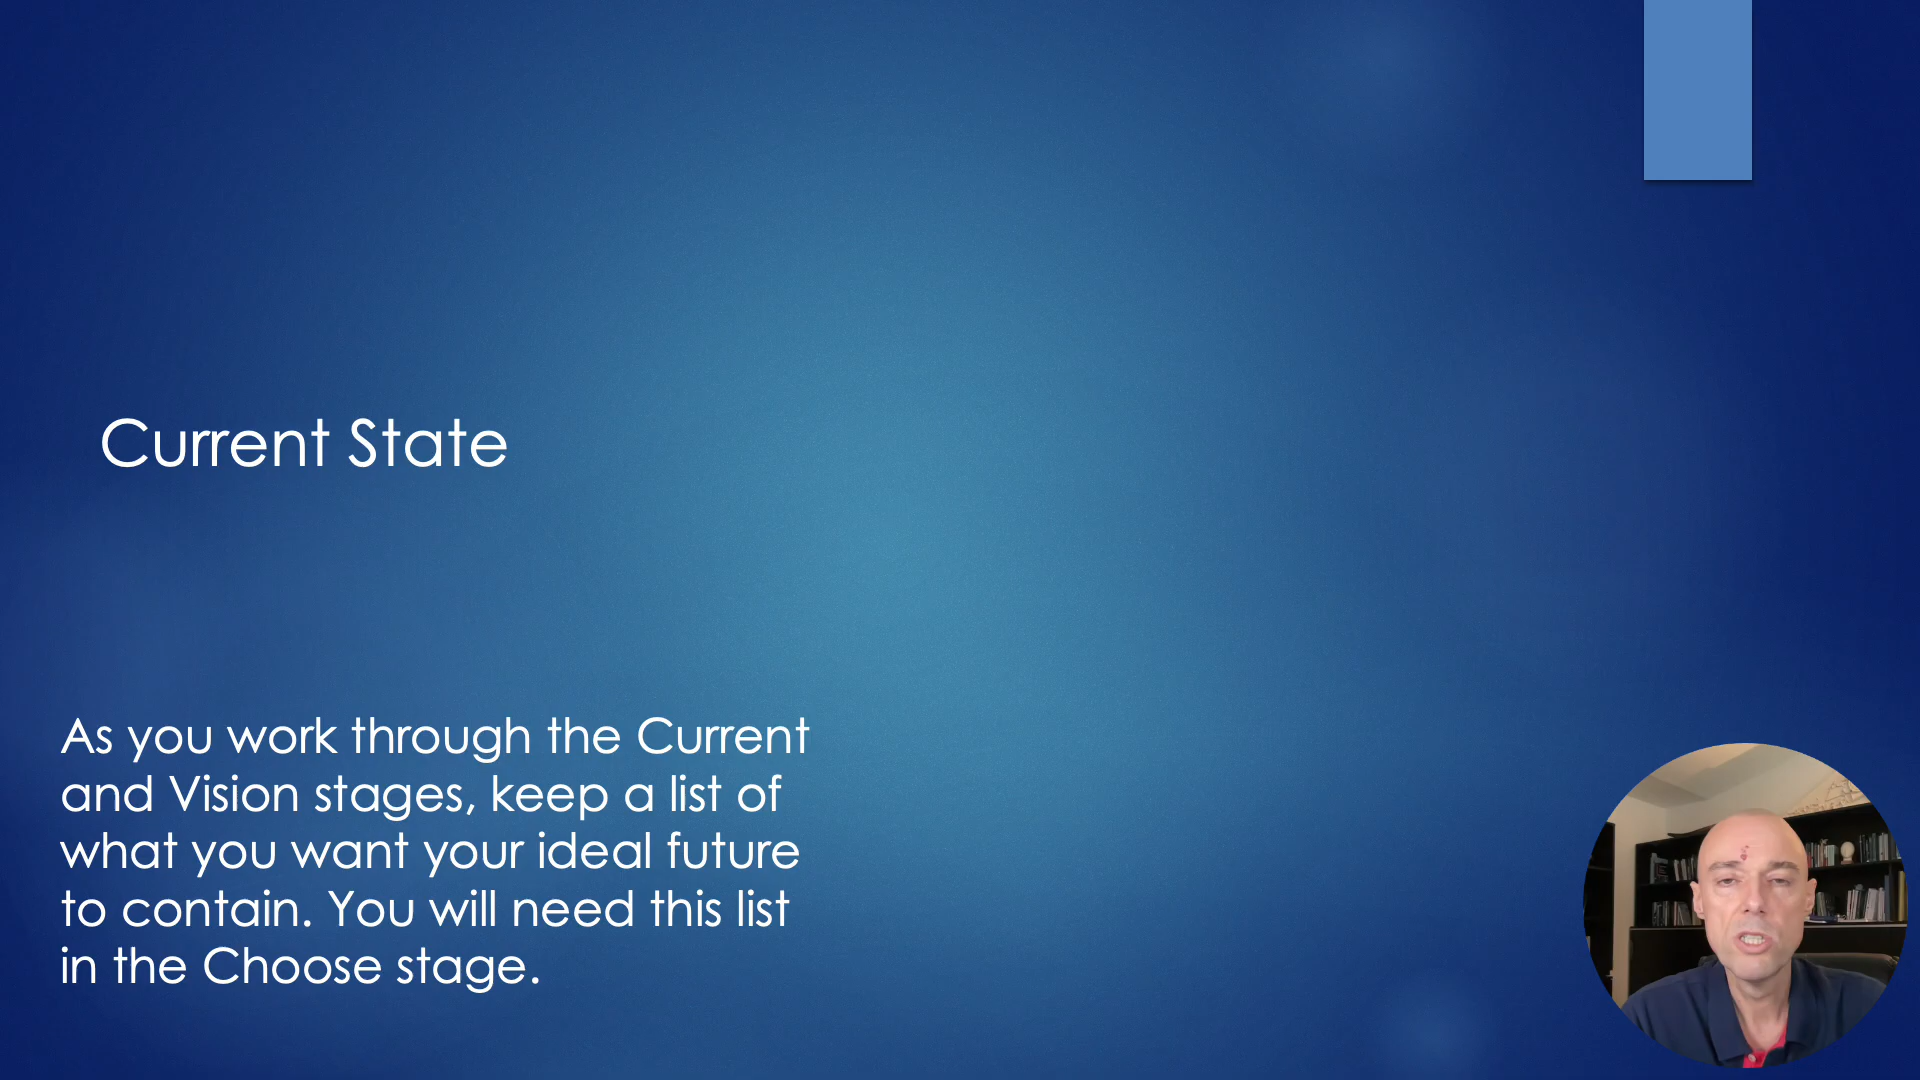 Current State
As you work through the Current
and Vision stages, keep a list of
what you want your ideal future
to contain. You will need this list
in the Choose stage.